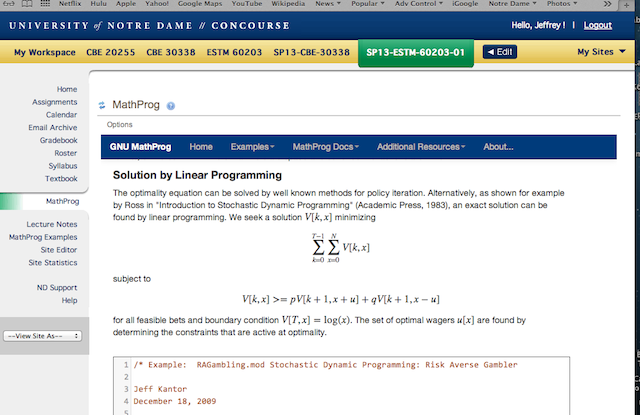 Netflix Hulu Apple Yahoo! Google Maps YouTube Wikipedia News Popular Adv Control iGoogle Notre Dame Photos >>
UNIVERSITY of NOTRE DAME // CONCOURSE
Hello, Jeffrey ! | Logout
My Workspace CBE 20255 CBE 30338 ESTM 60203 SP13-CBE-30338 SP13-ESTM-60203-01 ◄ Edit My Sites ▼
Home
Assignments
Calendar
Email Archive
Gradebook
Roster
Syllabus
Textbook
MathProg
Lecture Notes
MathProg Examples
Site Editor
Site Statistics
ND Support
Help
--View Site As--
MathProg
Options
GNU MathProg Home Examples MathProg Docs Additional Resources About...
Solution by Linear Programming
The optimality equation can be solved by well known methods for policy iteration. Alternatively, as shown for example
by Ross in "Introduction to Stochastic Dynamic Programming" (Academic Press, 1983), an exact solution can be
found by linear programming. We seek a solution V[k, x] minimizing
T−1 N
∑ ∑ V[k, x]
k=0 x=0
subject to
V[k, x] >= pV[k + 1, x + u] + qV[k + 1, x − u]
for all feasible bets and boundary condition V[T, x] = log(x). The set of optimal wagers u[x] are found by
determining the constraints that are active at optimality.
1 /* Example: RAGambling.mod Stochastic Dynamic Programming: Risk Averse Gambler
2
3 Jeff Kantor
4 December 18, 2009
5